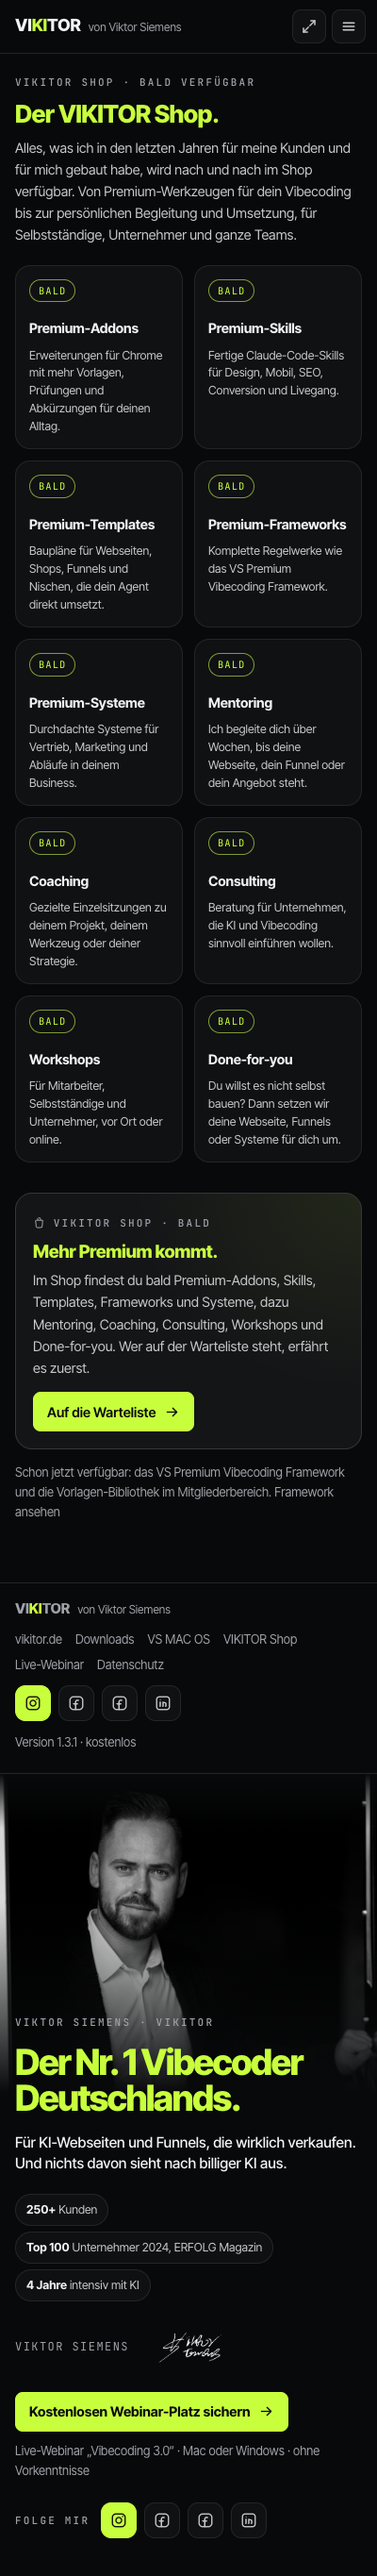 VIKITOR von Viktor Siemens
VIKITOR SHOP · BALD VERFÜGBAR
Der VIKITOR Shop.
Alles, was ich in den letzten Jahren für meine Kunden und
für mich gebaut habe, wird nach und nach im Shop
verfügbar. Von Premium-Werkzeugen für dein Vibecoding
bis zur persönlichen Begleitung und Umsetzung, für
Selbstständige, Unternehmer und ganze Teams.
BALD
Premium-Addons
Erweiterungen für Chrome
mit mehr Vorlagen,
Prüfungen und
Abkürzungen für deinen
Alltag.
BALD
Premium-Skills
Fertige Claude-Code-Skills
für Design, Mobil, SEO,
Conversion und Livegang.
BALD
Premium-Templates
Baupläne für Webseiten,
Shops, Funnels und
Nischen, die dein Agent
direkt umsetzt.
BALD
Premium-Frameworks
Komplette Regelwerke wie
das VS Premium
Vibecoding Framework.
BALD
Premium-Systeme
Durchdachte Systeme für
Vertrieb, Marketing und
Abläufe in deinem
Business.
BALD
Mentoring
Ich begleite dich über
Wochen, bis deine
Webseite, dein Funnel oder
dein Angebot steht.
BALD
Coaching
Gezielte Einzelsitzungen zu
deinem Projekt, deinem
Werkzeug oder deiner
Strategie.
BALD
Consulting
Beratung für Unternehmen,
die KI und Vibecoding
sinnvoll einführen wollen.
BALD
Workshops
Für Mitarbeiter,
Selbstständige und
Unternehmer, vor Ort oder
online.
BALD
Done-for-you
Du willst es nicht selbst
bauen? Dann setzen wir
deine Webseite, Funnels
oder Systeme für dich um.
VIKITOR SHOP · BALD
Mehr Premium kommt.
Im Shop findest du bald Premium-Addons, Skills,
Templates, Frameworks und Systeme, dazu
Mentoring, Coaching, Consulting, Workshops und
Done-for-you. Wer auf der Warteliste steht, erfährt
es zuerst.
Auf die Warteliste →
Schon jetzt verfügbar: das VS Premium Vibecoding Framework
und die Vorlagen-Bibliothek im Mitgliederbereich. Framework
ansehen
VIKITOR von Viktor Siemens
vikitor.de Downloads VS MAC OS VIKITOR Shop
Live-Webinar Datenschutz
Version 1.3.1 · kostenlos
VIKTOR SIEMENS · VIKITOR
Der Nr. 1 Vibecoder
Deutschlands.
Für KI-Webseiten und Funnels, die wirklich verkaufen.
Und nichts davon sieht nach billiger KI aus.
250+ Kunden
Top 100 Unternehmer 2024, ERFOLG Magazin
4 Jahre intensiv mit KI
VIKTOR SIEMENS
Kostenlosen Webinar-Platz sichern →
Live-Webinar „Vibecoding 3.0" · Mac oder Windows · ohne
Vorkenntnisse
FOLGE MIR